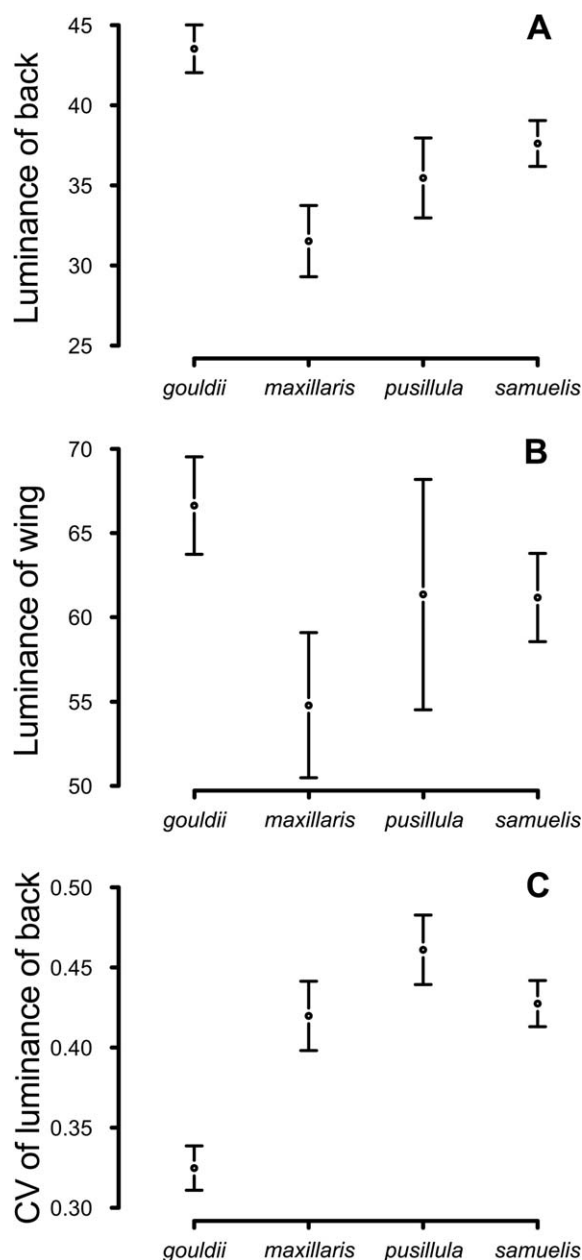 A
Luminance of back
45
40
35
30
25
gouldii maxillaris pusillula samuelis
B
Luminance of wing
70
65
60
55
50
gouldii maxillaris pusillula samuelis
C
CV of luminance of back
0.50
0.45
0.40
0.35
0.30
gouldii maxillaris pusillula samuelis